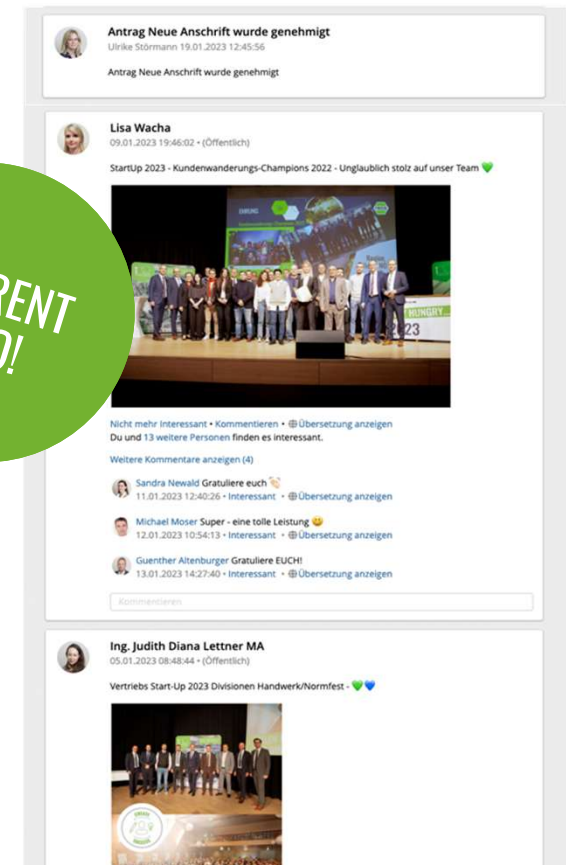 Antrag Neue Anschrift wurde genehmigt
Ulrike Störmann 19.01.2023 12:45:56
Antrag Neue Anschrift wurde genehmigt
Lisa Wacha
09.01.2023 19:46:02 • (Öffentlich)
StartUp 2023 - Kundenwanderungs-Champions 2022 - Unglaublich stolz auf unser Team 💚
EHRUNG
HUNGRY
23
RENT
O!
Nicht mehr Interessant • Kommentieren • Übersetzung anzeigen
Du und 13 weitere Personen finden es interessant.
Weitere Kommentare anzeigen (4)
Sandra Newald Gratuliere euch 👏
11.01.2023 12:40:26 • Interessant • Übersetzung anzeigen
Michael Moser Super - eine tolle Leistung 😀
12.01.2023 10:54:13 • Interessant • Übersetzung anzeigen
Guenther Altenburger Gratuliere EUCH!
13.01.2023 14:27:40 • Interessant • Übersetzung anzeigen
Kommentieren
Ing. Judith Diana Lettner MA
05.01.2023 08:48:44 • (Öffentlich)
Vertriebs Start-Up 2023 Divisionen Handwerk/Normfest - 💚💙